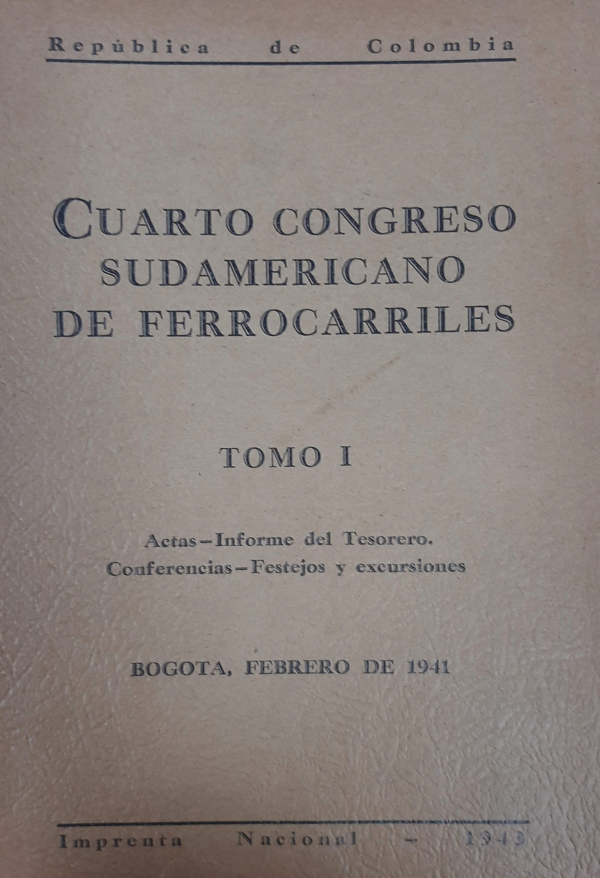 República de Colombia
CUARTO CONGRESO
SUDAMERICANO
DE FERROCARRILES
TOMO I
Actas—Informe del Tesorero.
Conferencias—Festejos y excursiones
BOGOTA, FEBRERO DE 1941
Imprenta Nacional — 1943